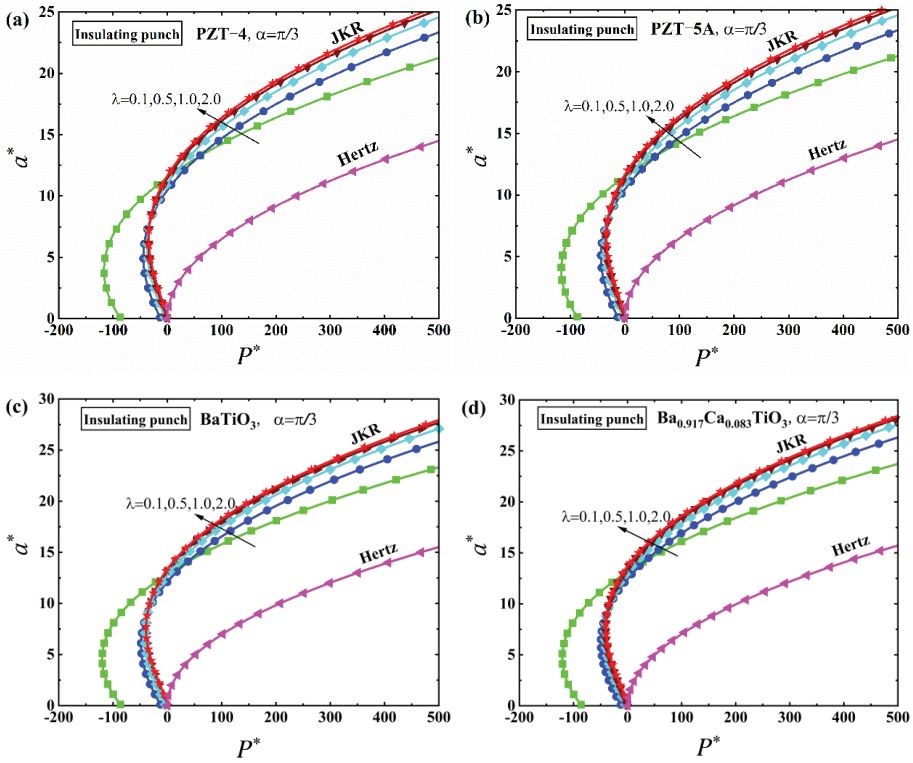 (a)
Insulating punch PZT-4, α=π/3
JKR
λ=0.1,0.5,1.0,2.0
Hertz
a*
25
20
15
10
5
0
-200 -100 0 100 200 300 400 500
P*
(b)
Insulating punch PZT-5A, α=π/3
JKR
λ=0.1,0.5,1.0,2.0
Hertz
a*
25
20
15
10
5
0
-200 -100 0 100 200 300 400 500
P*
(c)
Insulating punch BaTiO3, α=π/3
JKR
λ=0.1,0.5,1.0,2.0
Hertz
a*
30
25
20
15
10
5
0
-200 -100 0 100 200 300 400 500
P*
(d)
Insulating punch Ba0.917Ca0.083TiO3, α=π/3
JKR
λ=0.1,0.5,1.0,2.0
Hertz
a*
30
25
20
15
10
5
0
-200 -100 0 100 200 300 400 500
P*